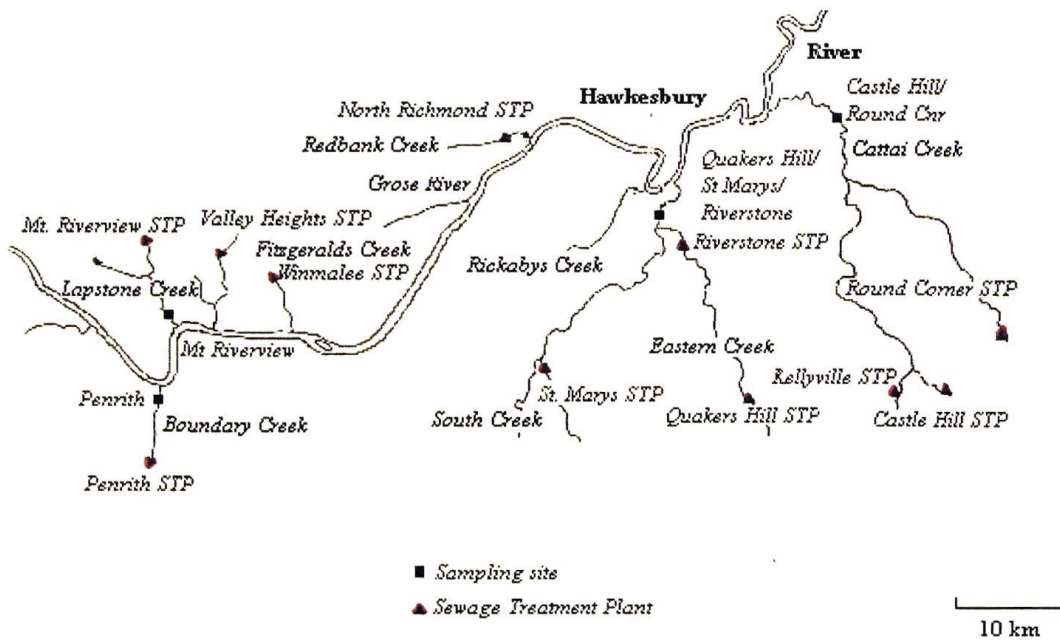 River
Hawkesbury
Castle Hill/
Round Cnr
Cattai Creek
North Richmond STP
Redbank Creek
Grose River
Quakers Hill/
St Marys/
Riverstone
Riverstone STP
Mt. Riverview STP
Valley Heights STP
Fitzgeralds Creek
Winmalee STP
Rickabys Creek
Lapstone Creek
Round Corner STP
Mt Riverview
Eastern Creek
Penrith
Boundary Creek
St. Marys STP
Kellyville STP
South Creek
Quakers Hill STP
Castle Hill STP
Penrith STP
Sampling site
Sewage Treatment Plant
10 km